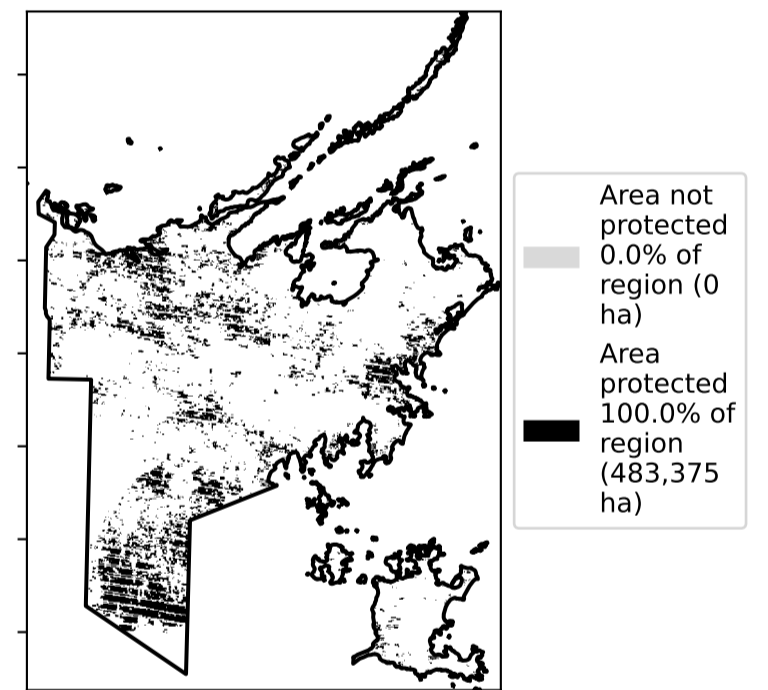 Area not
protected
0.0% of
region (0
ha)
Area
protected
100.0% of
region
(483,375
ha)